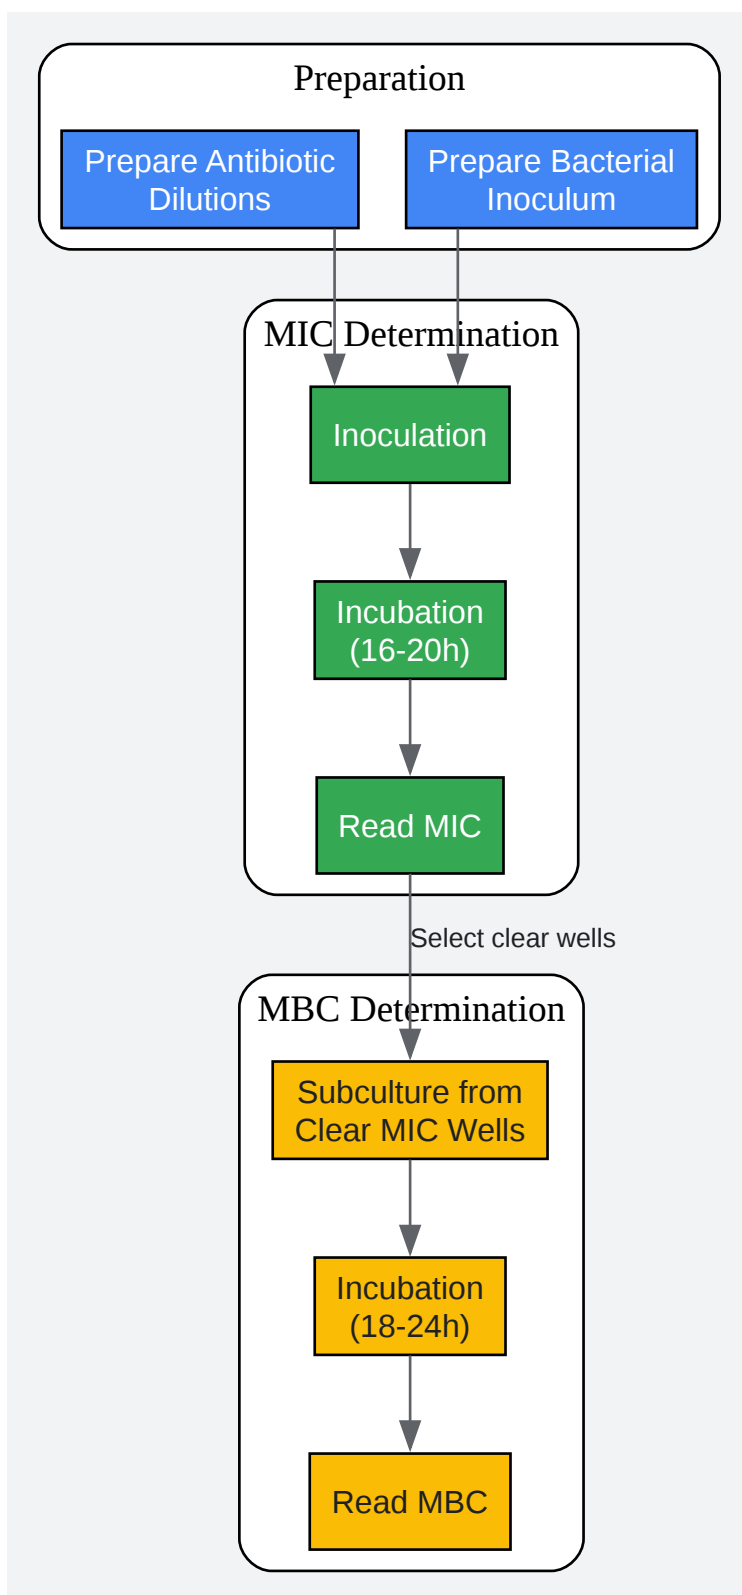 Preparation
Prepare Antibiotic
Dilutions
Prepare Bacterial
Inoculum
MIC Determination
Inoculation
Incubation
(16-20h)
Read MIC
Select clear wells
MBC Determination
Subculture from
Clear MIC Wells
Incubation
(18-24h)
Read MBC